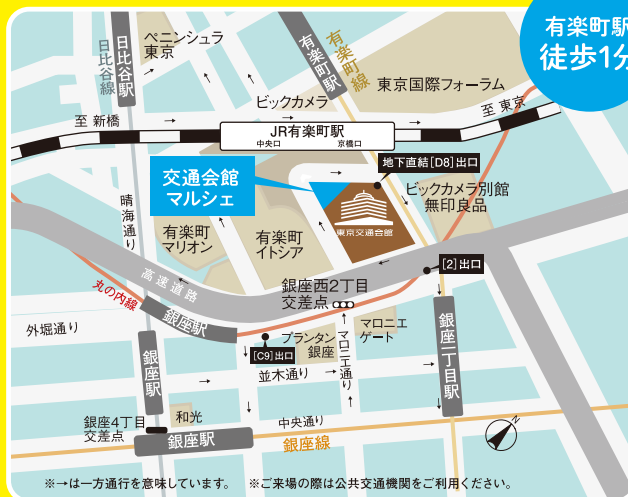 有楽町駅
徒歩1分
ペニンシュラ
東京
日比谷線
日比谷駅
有楽町駅
有楽町線
東京国際フォーラム
ビックカメラ
至 新橋
至 東京
JR有楽町駅
中央口
京橋口
地下直結[D8]出口
交通会館
マルシェ
ビックカメラ別館
無印良品
東京交通会館
晴海通り
有楽町
マリオン
有楽町
イトシア
[2]出口
高速道路
銀座西2丁目
交差点
丸の内線
銀座駅
外堀通り
マロニエ
ゲート
プランタン
銀座
[C9]出口
マロニエ通り
銀座一丁目駅
銀座駅
並木通り
和光
銀座4丁目
交差点
中央通り
銀座駅
銀座線
N
※→は一方通行を意味しています。 ※ご来場の際は公共交通機関をご利用ください。